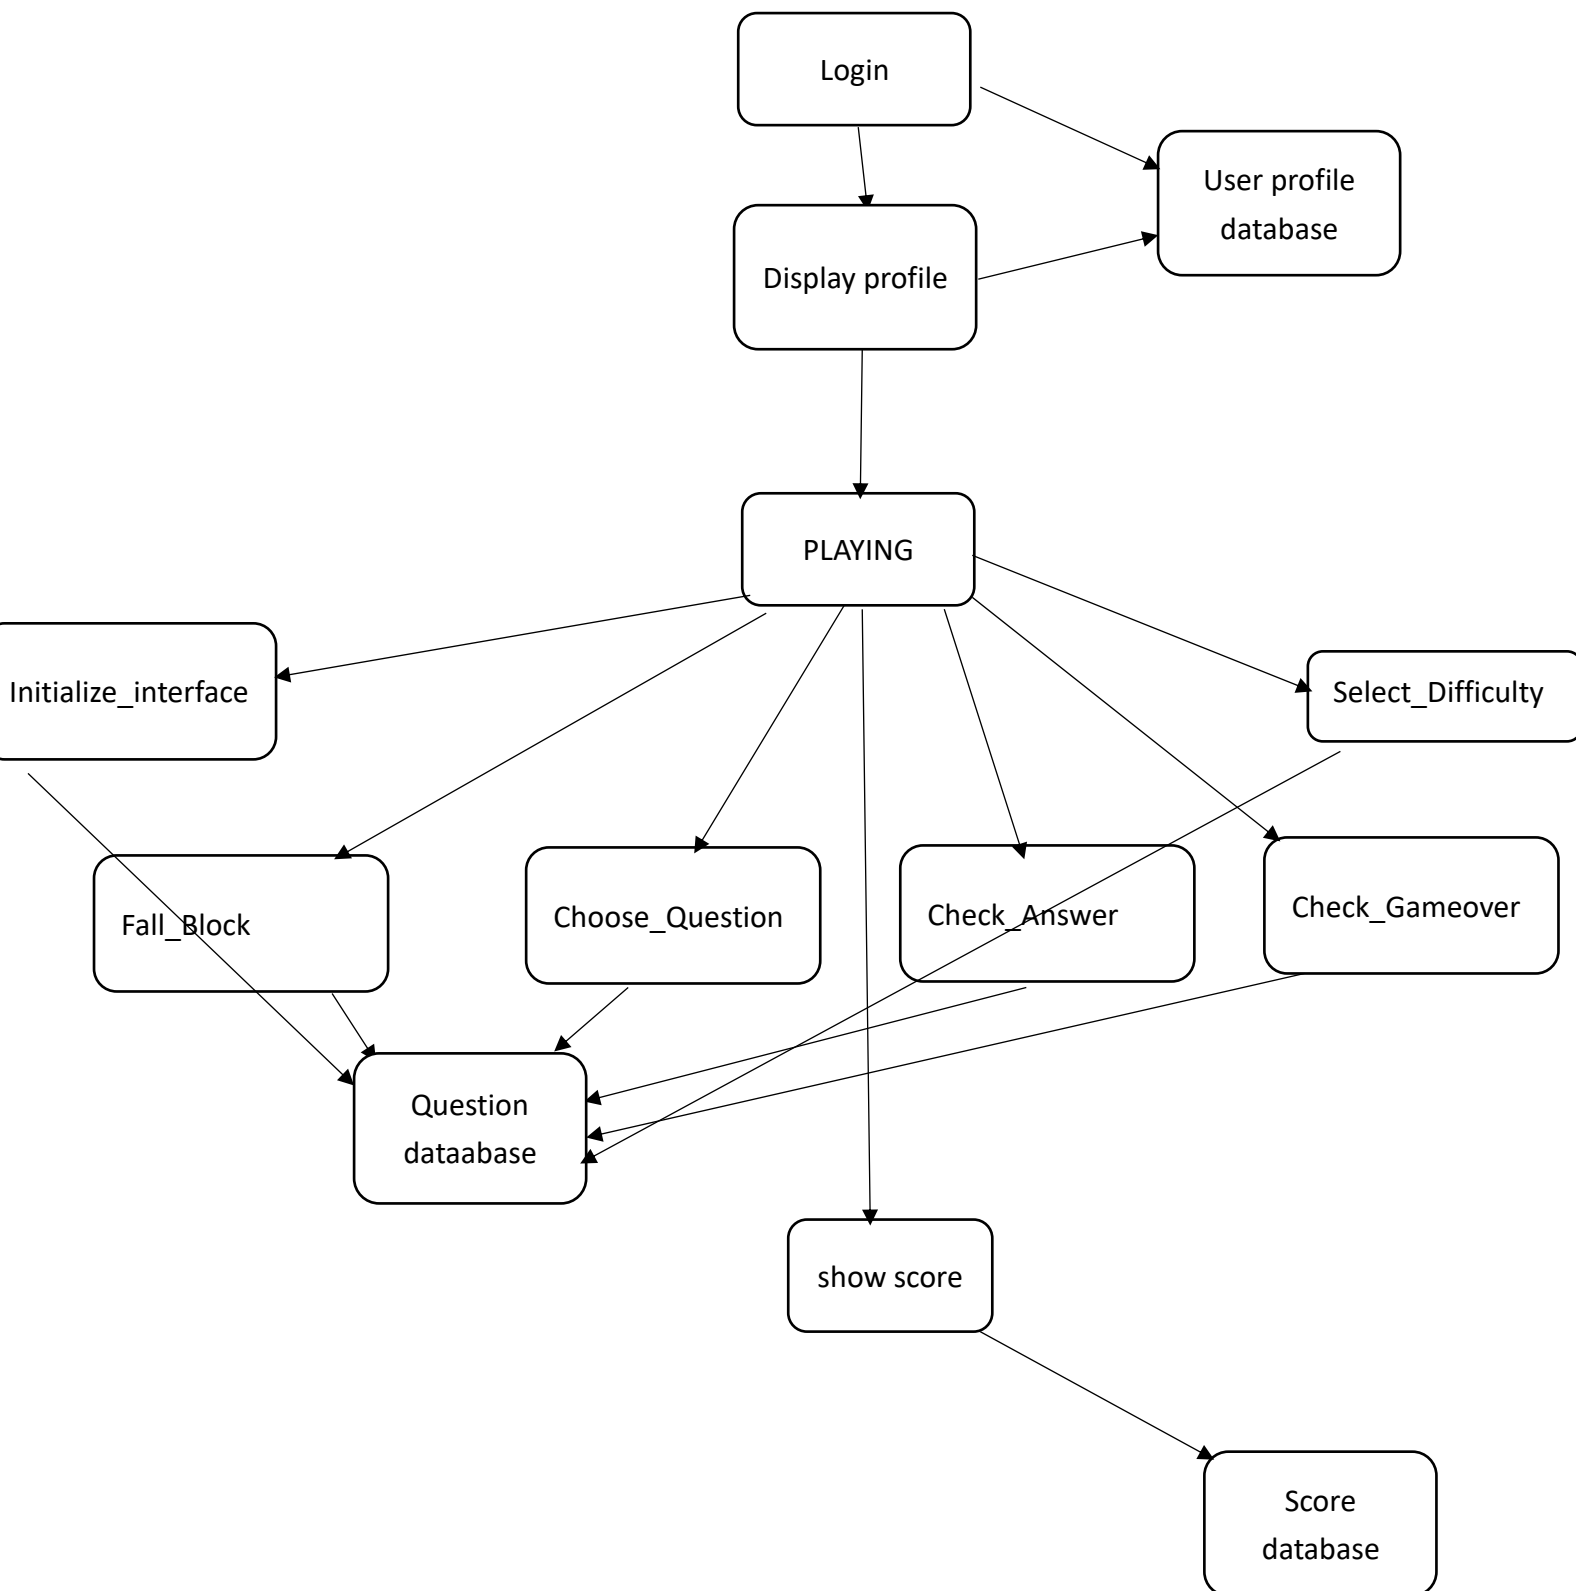 Login
User profile
database
Display profile
PLAYING
Initialize_interface
Select_Difficulty
Fall_Block
Choose_Question
Check_Answer
Check_Gameover
Question
dataabase
show score
Score
database